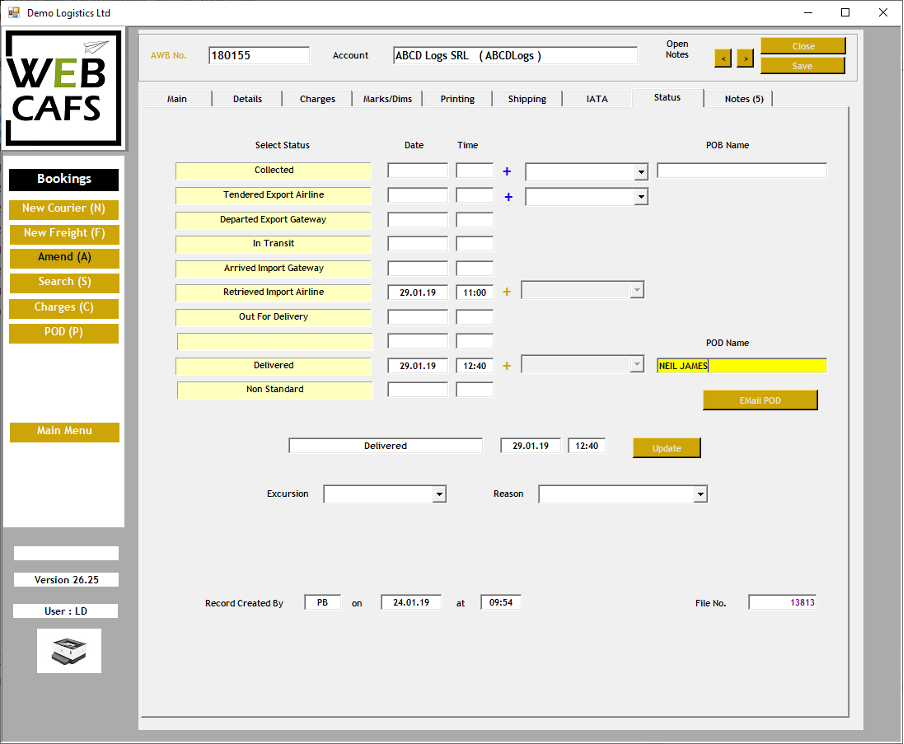 Demo Logistics Ltd
WEB
CAFS
AWB No. 180155 Account ABCD Logs SRL ( ABCDLogs ) Open Notes < > Close
Save
Main Details Charges Marks/Dims Printing Shipping IATA Status Notes (5)
Bookings
New Courier (N)
New Freight (F)
Amend (A)
Search (S)
Charges (C)
POD (P)
Main Menu
Version 26.25
User : LD
Select Status Date Time POB Name
Collected +
Tendered Export Airline +
Departed Export Gateway
In Transit
Arrived Import Gateway
Retrieved Import Airline 29.01.19 11:00 +
Out For Delivery
POD Name
Delivered 29.01.19 12:40 + NEIL JAMES
Non Standard
EMail POD
Delivered 29.01.19 12:40 Update
Excursion Reason
Record Created By PB on 24.01.19 at 09:54 File No. 13813